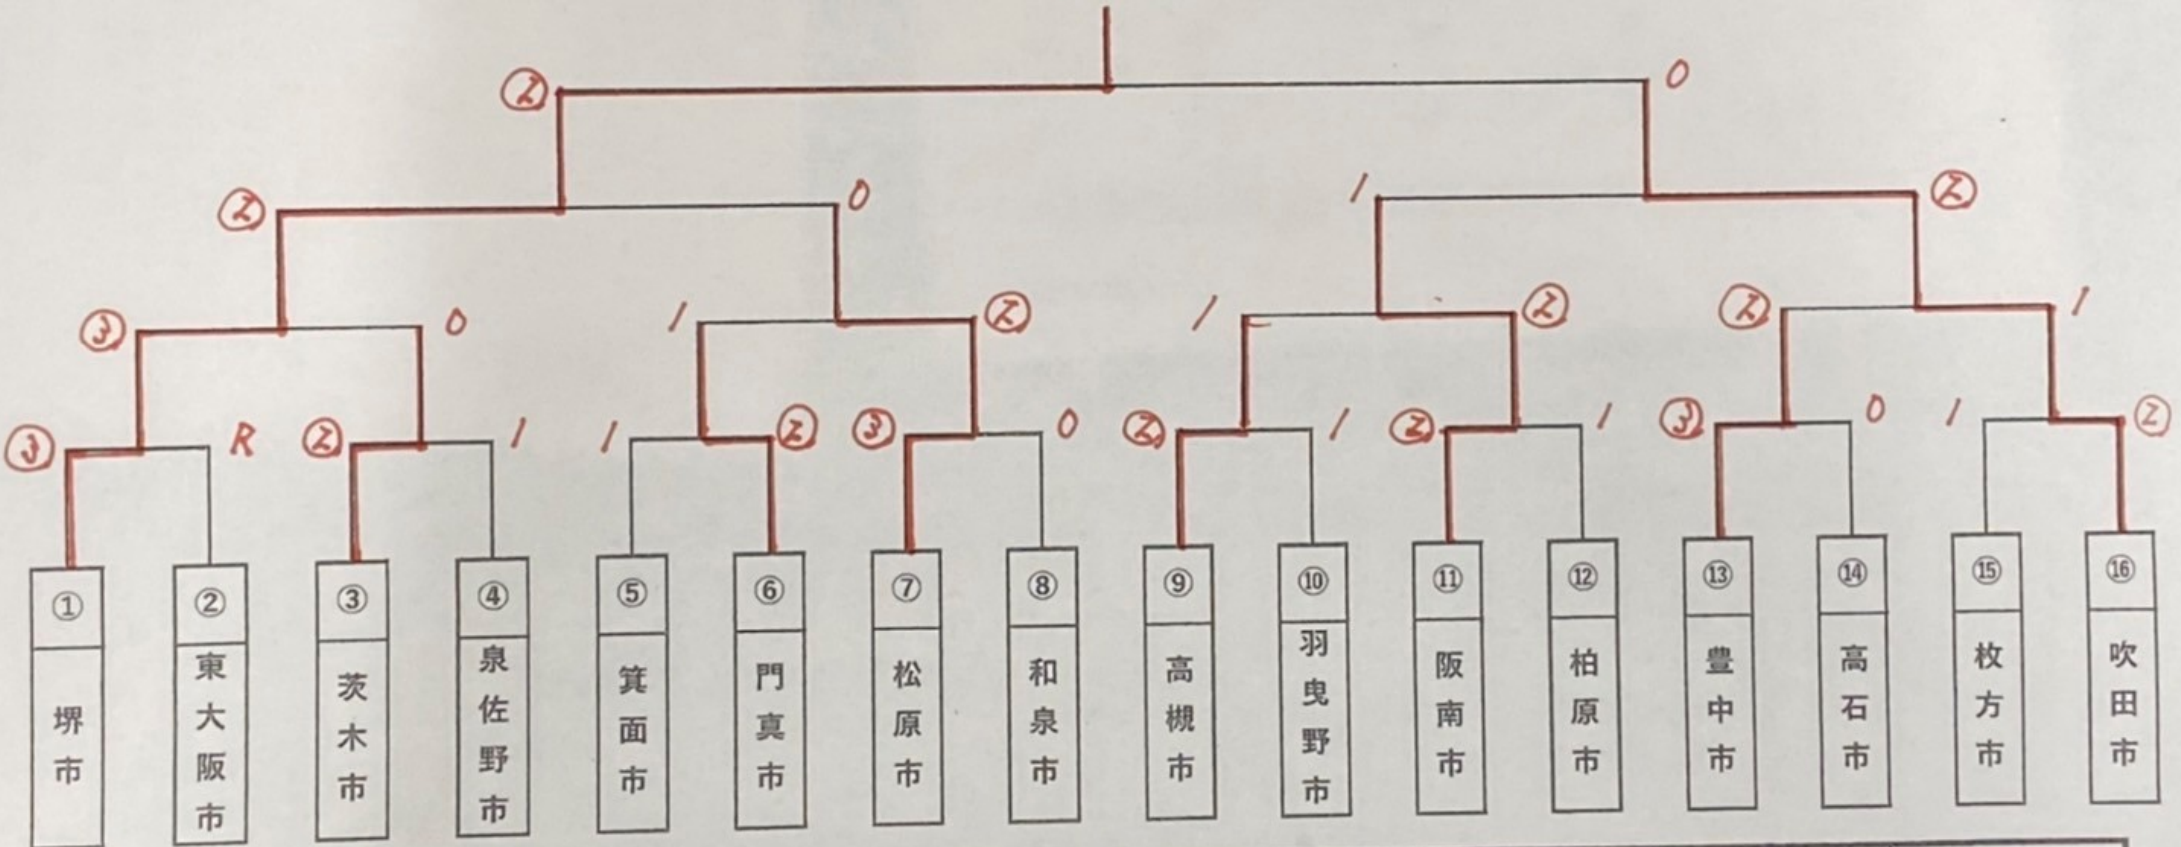 ② 0
② 0 1 ②
③ 0 1 ② 1 ② ② 1
③ R ② 1 1 ② ③ 0 ② 1 ② 1 ③ 0 1 ②
① ② ③ ④ ⑤ ⑥ ⑦ ⑧ ⑨ ⑩ ⑪ ⑫ ⑬ ⑭ ⑮ ⑯
堺市
東大阪市
茨木市
泉佐野市
箕面市
門真市
松原市
和泉市
高槻市
羽曳野市
阪南市
柏原市
豊中市
高石市
枚方市
吹田市